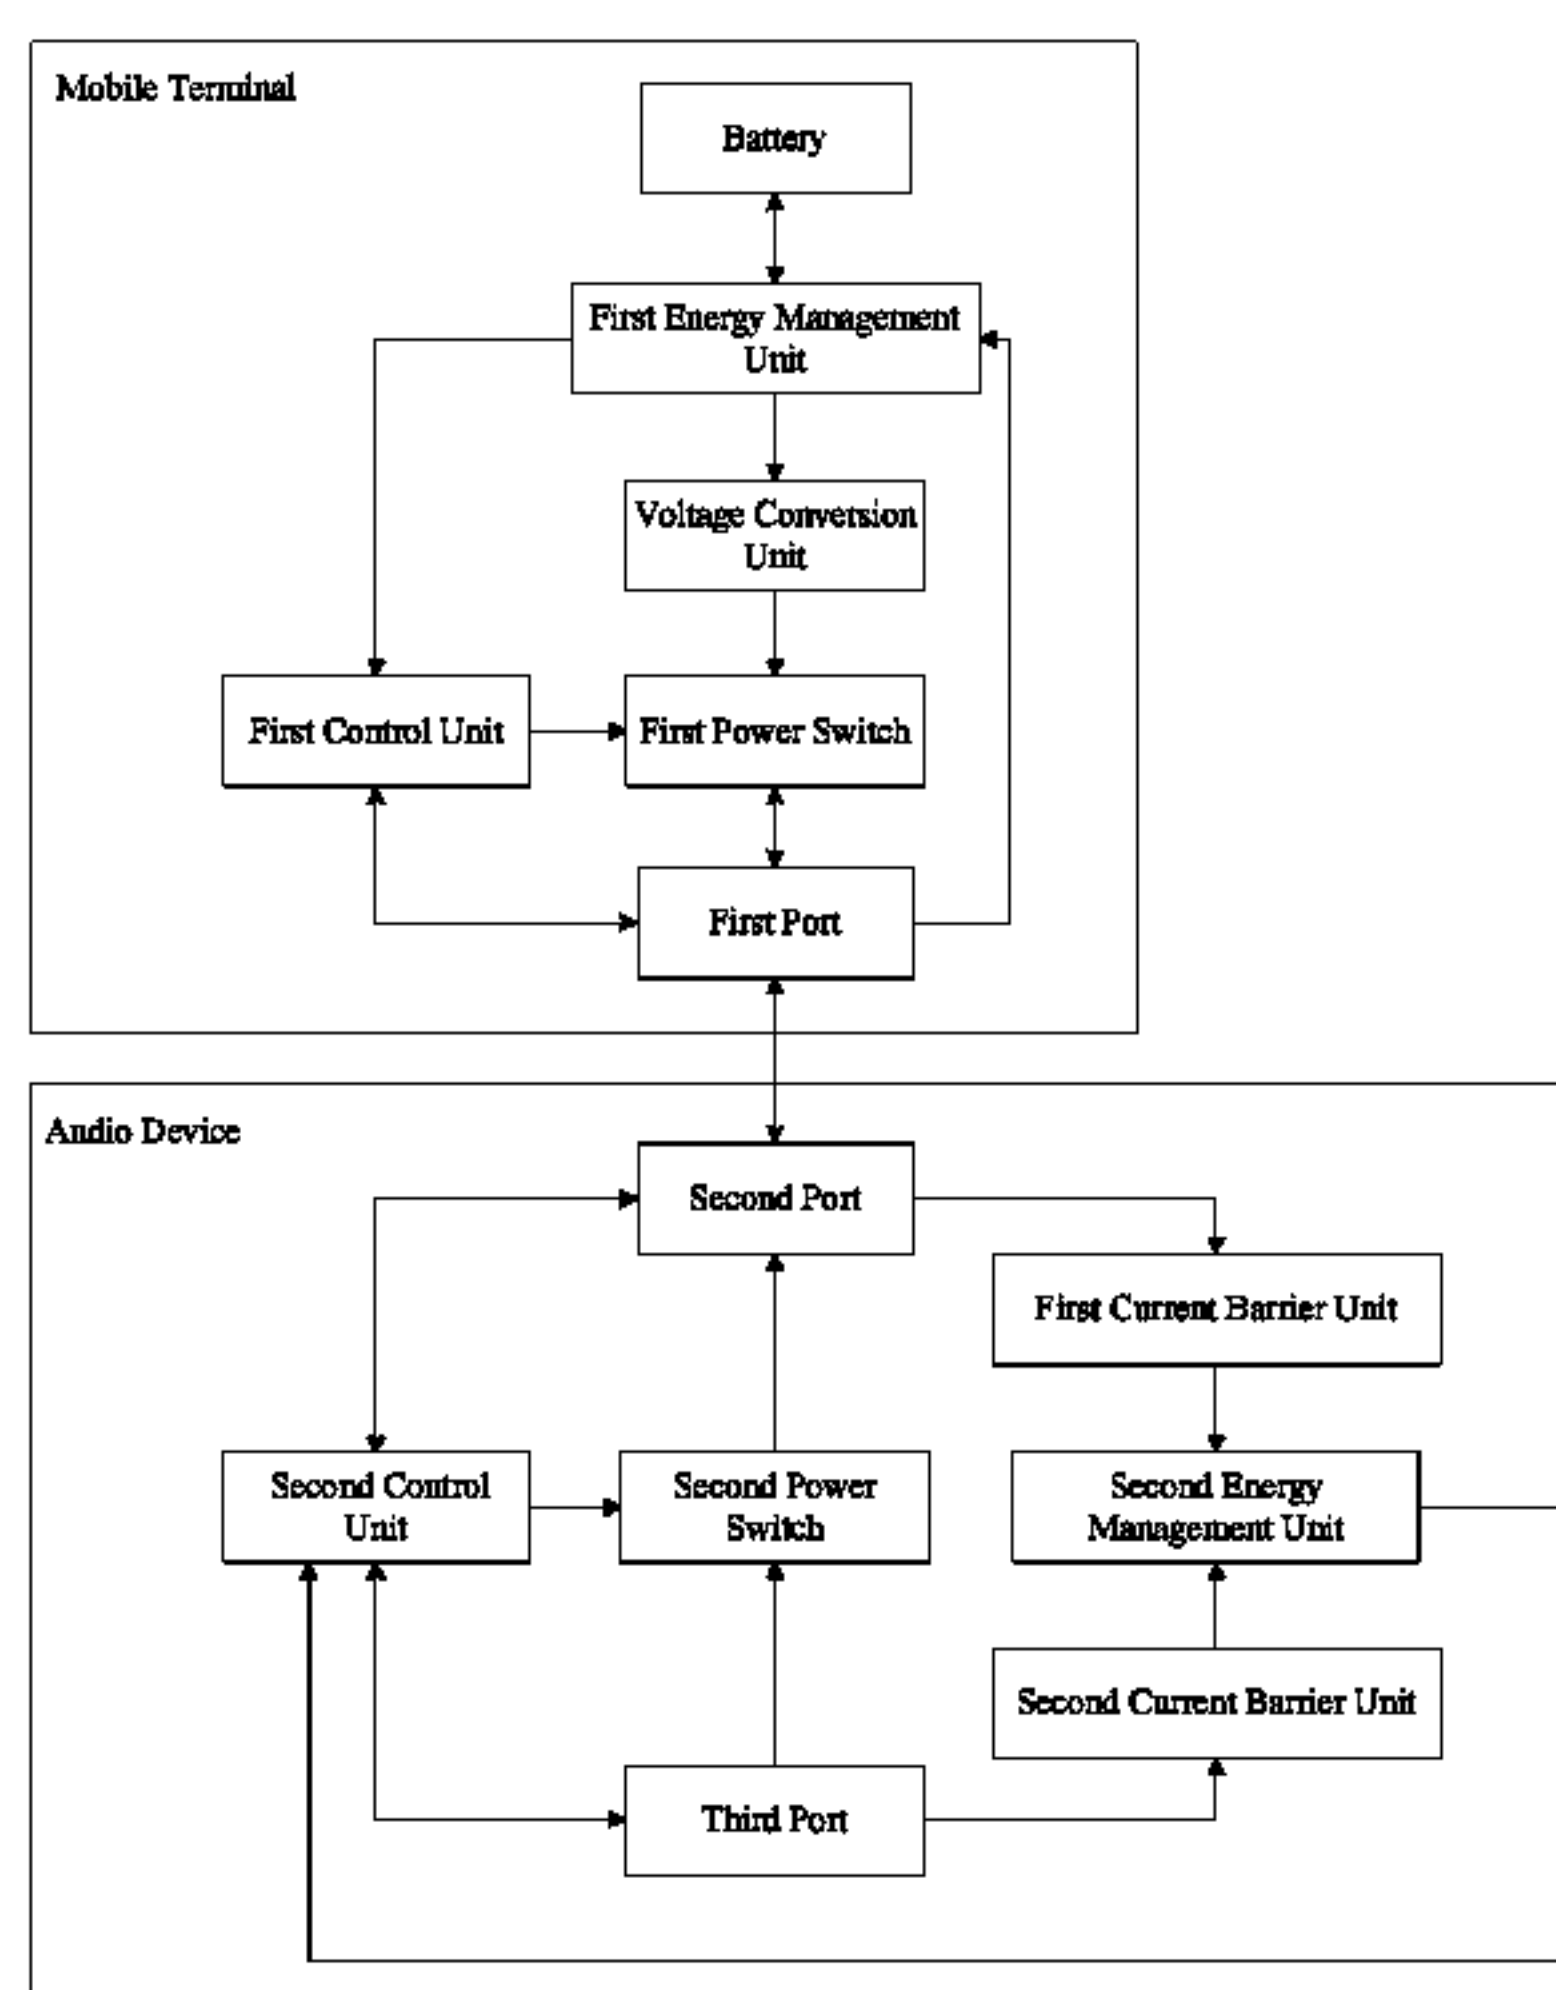 Mobile Terminal
Battery
First Energy Management
Unit
Voltage Conversion
Unit
First Control Unit
First Power Switch
First Port
Audio Device
Second Port
First Current Barrier Unit
Second Control
Unit
Second Power
Switch
Second Energy
Management Unit
Second Current Barrier Unit
Third Port